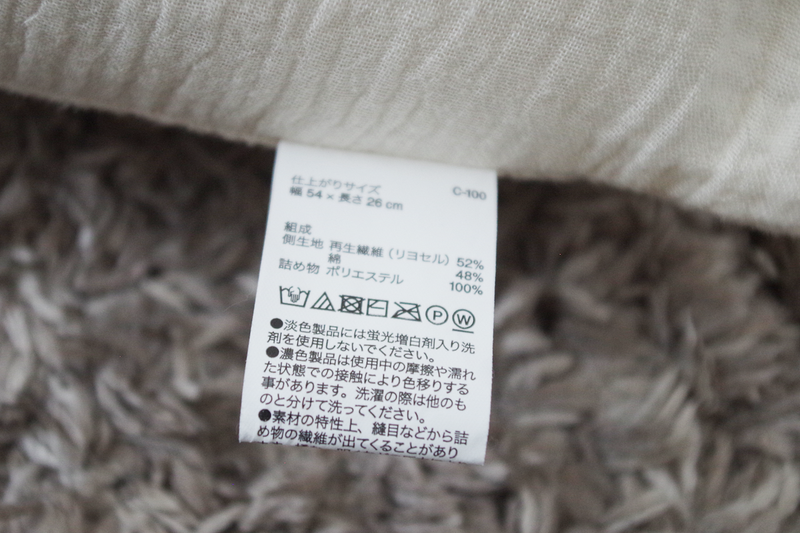 仕上がりサイズ C-100
幅 54 × 長さ 26 cm
組成
側生地 再生繊維（リヨセル） 52%
綿 48%
詰め物 ポリエステル 100%
P W
●淡色製品には蛍光増白剤入り洗
剤を使用しないでください。
●濃色製品は使用中の摩擦や濡れ
た状態での接触により色移りする
事があります。洗濯の際は他のも
のと分けて洗ってください。
●素材の特性上、縫目などから詰
め物の繊維が出てくることがあり